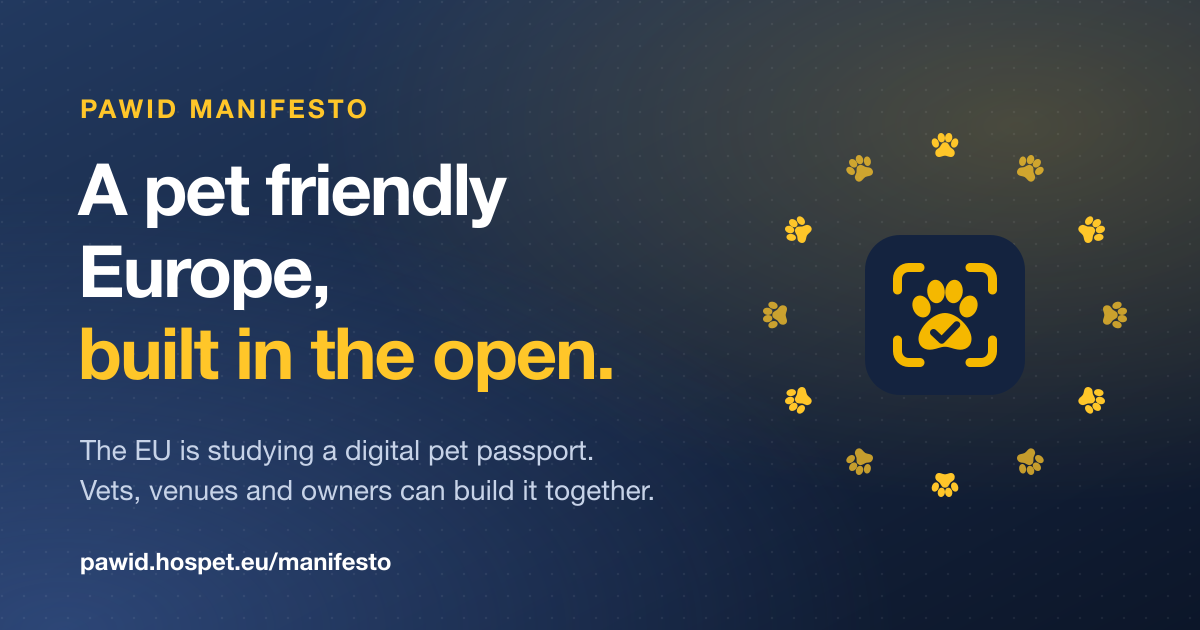 PAWID MANIFESTO
A pet friendly
Europe,
built in the open.
The EU is studying a digital pet passport.
Vets, venues and owners can build it together.
pawid.hospet.eu/manifesto